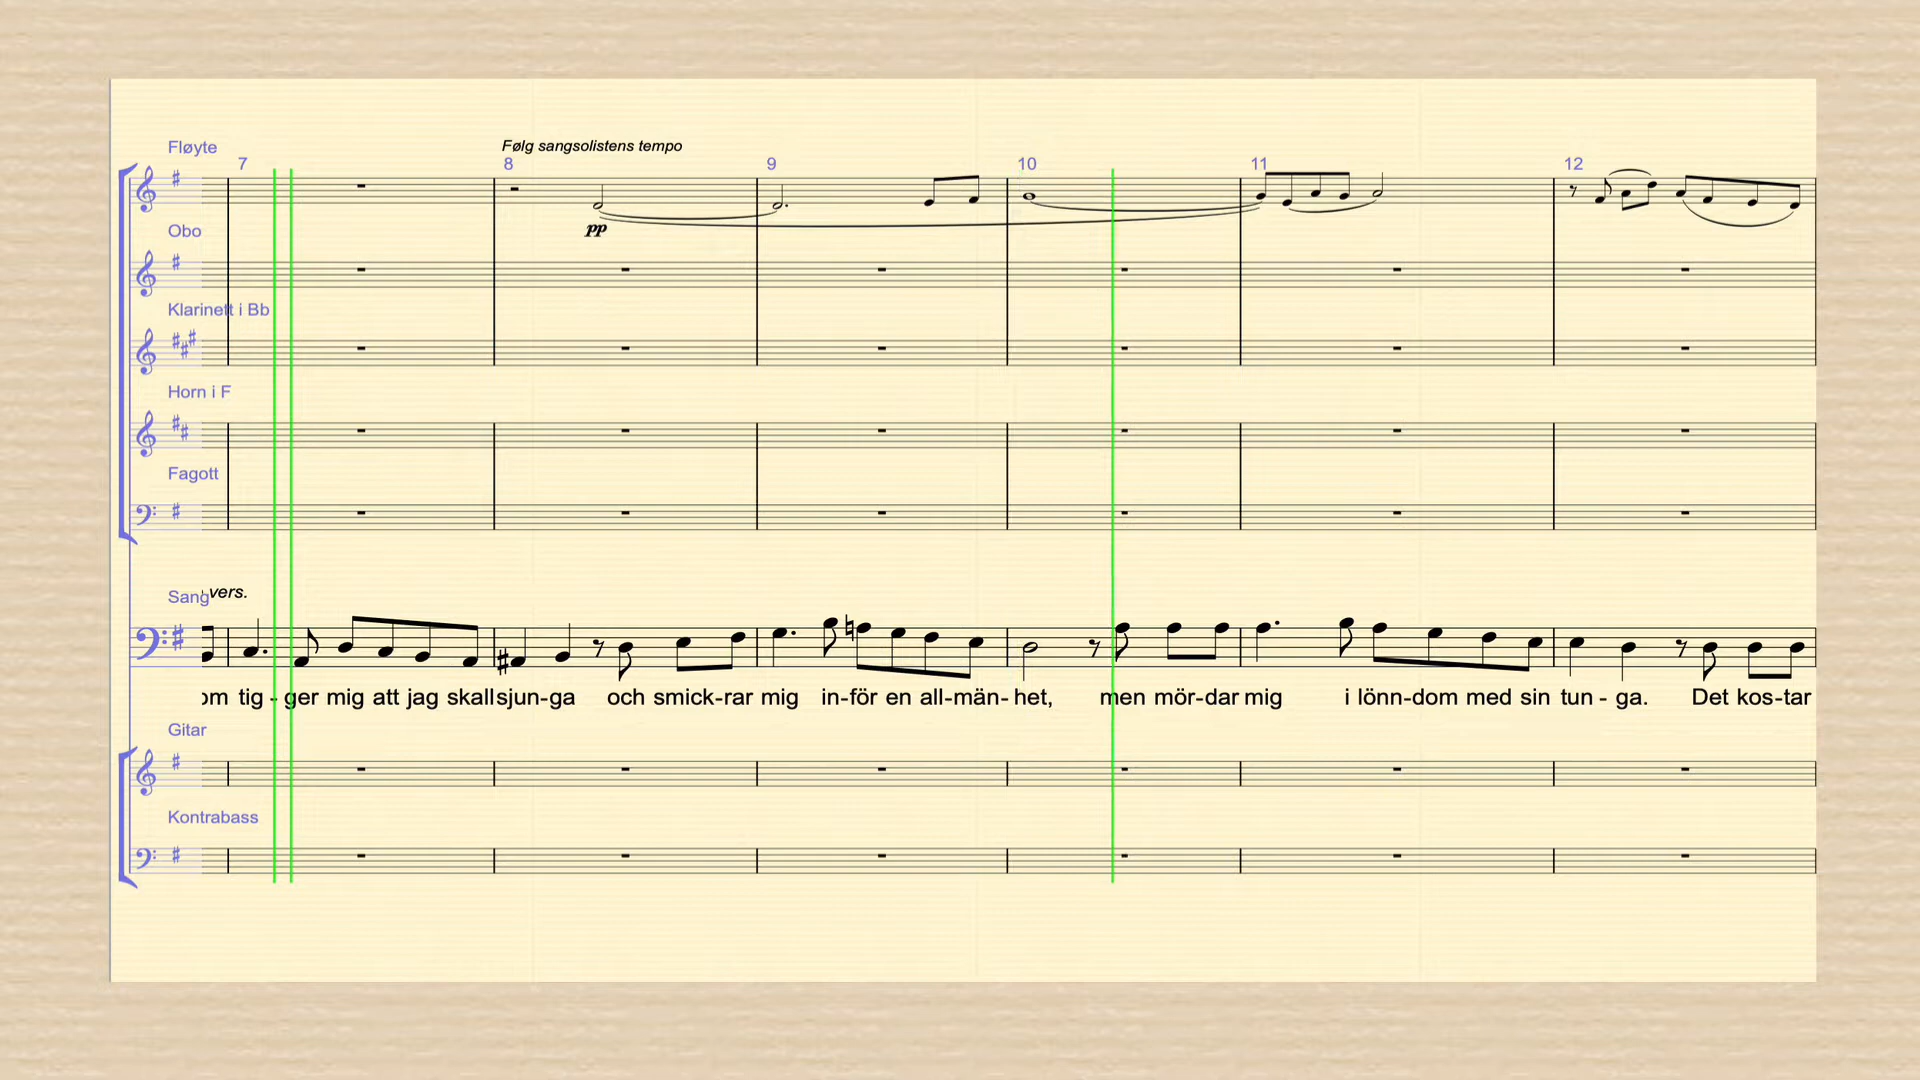 Følg sangsolistens tempo
Fløyte
7 8 9 10 11 12
pp
Obo
Klarinett i Bb
Horn i F
Fagott
vers.
Sang
tig - ger mig att jag skall sjun-ga och smick-rar mig in-för en all-män-het, men mör-dar mig i lönn-dom med sin tun - ga. Det kos-tar
Gitar
Kontrabass